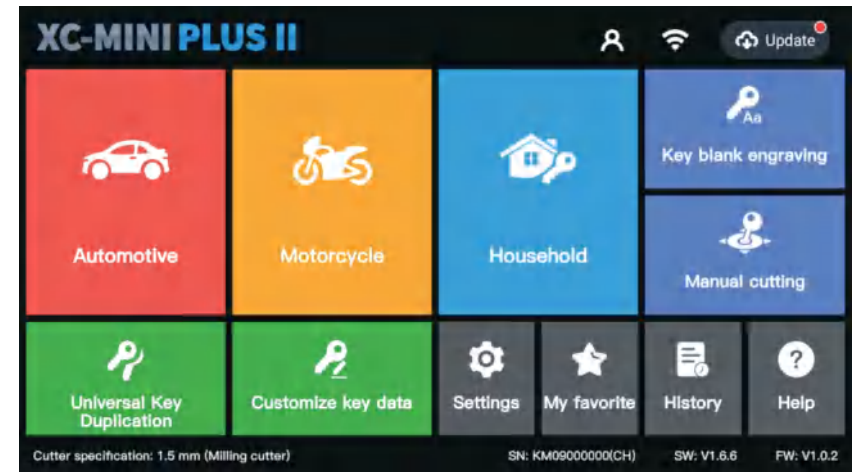 XC-MINI PLUS II
Update
Aa
Key blank engraving
Automotive
Motorcycle
Household
Manual cutting
Universal Key
Duplication
Customize key data
Settings
My favorite
History
?
Help
Cutter specification: 1.5 mm (Milling cutter)
SN: KM09000000(CH)
SW: V1.6.6
FW: V1.0.2